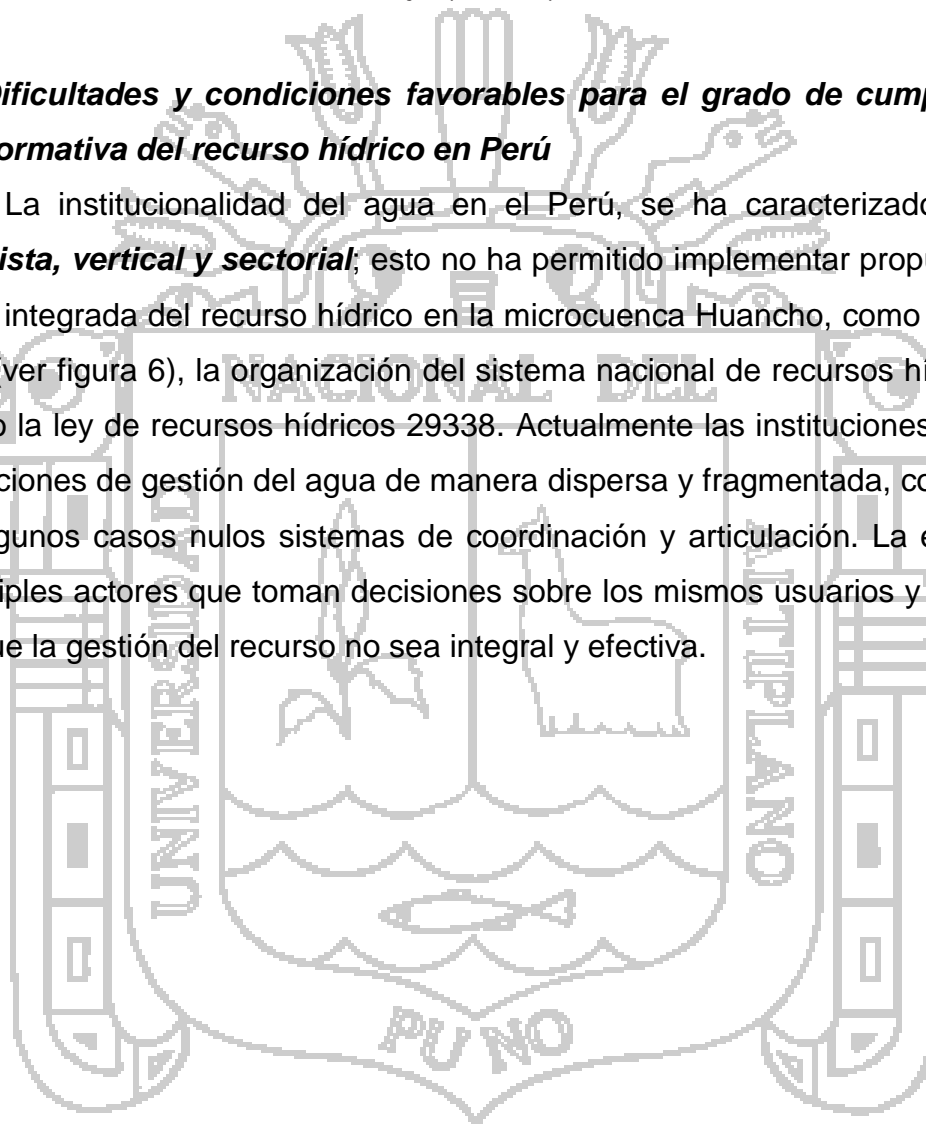 Dificultades y condiciones favorables para el grado de cump
ormativa del recurso hídrico en Perú
La institucionalidad del agua en el Perú, se ha caracterizado
ista, vertical y sectorial; esto no ha permitido implementar prop
integrada del recurso hídrico en la microcuenca Huancho, como
(ver figura 6), la organización del sistema nacional de recursos h
o la ley de recursos hídricos 29338. Actualmente las instituciones
ciones de gestión del agua de manera dispersa y fragmentada, co
gunos casos nulos sistemas de coordinación y articulación. La e
iples actores que toman decisiones sobre los mismos usuarios y
ue la gestión del recurso no sea integral y efectiva.
NACIONAL DEL
UNIVERSIDAD
ALTIPLANO
PUNO